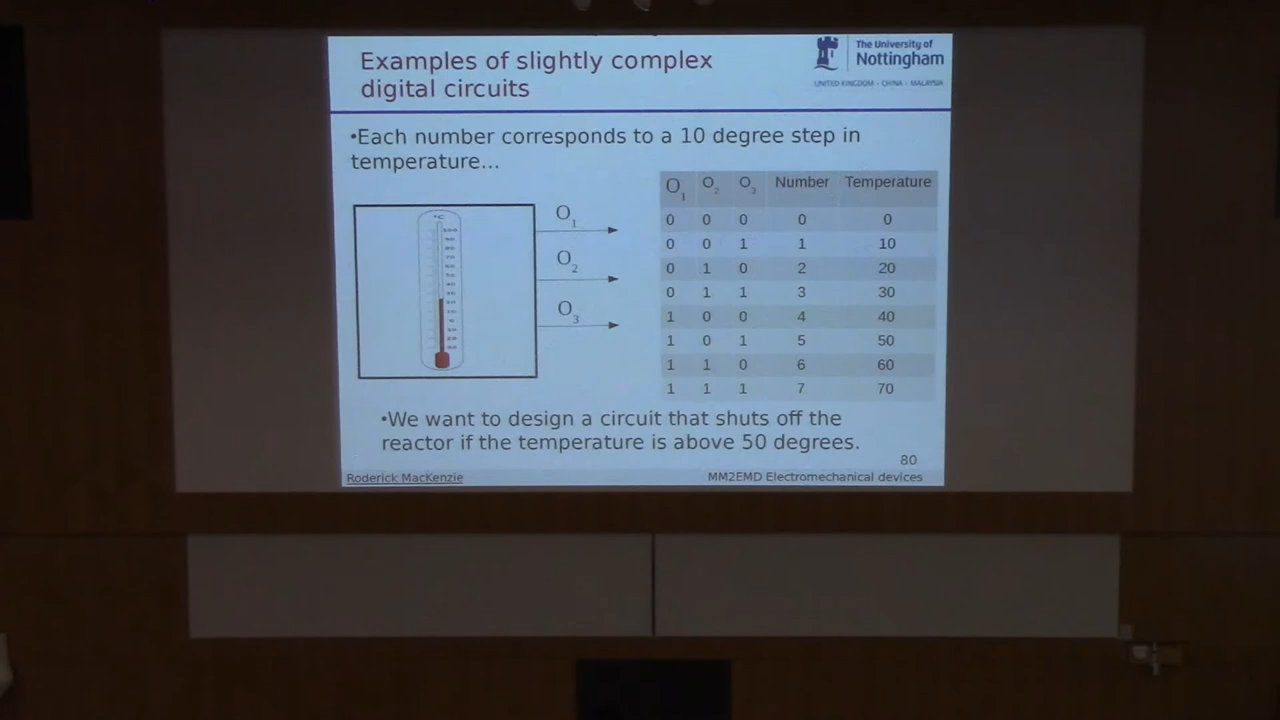 Examples of slightly complex
digital circuits
The University of
Nottingham
UNITED KINGDOM · CHINA · MALAYSIA
•Each number corresponds to a 10 degree step in
temperature...
O1 O2 O3 Number Temperature
0 0 0 0 0
0 0 1 1 10
0 1 0 2 20
0 1 1 3 30
1 0 0 4 40
1 0 1 5 50
1 1 0 6 60
1 1 1 7 70
°C
O1
O2
O3
•We want to design a circuit that shuts off the
reactor if the temperature is above 50 degrees.
80
Roderick MacKenzie
MM2EMD Electromechanical devices